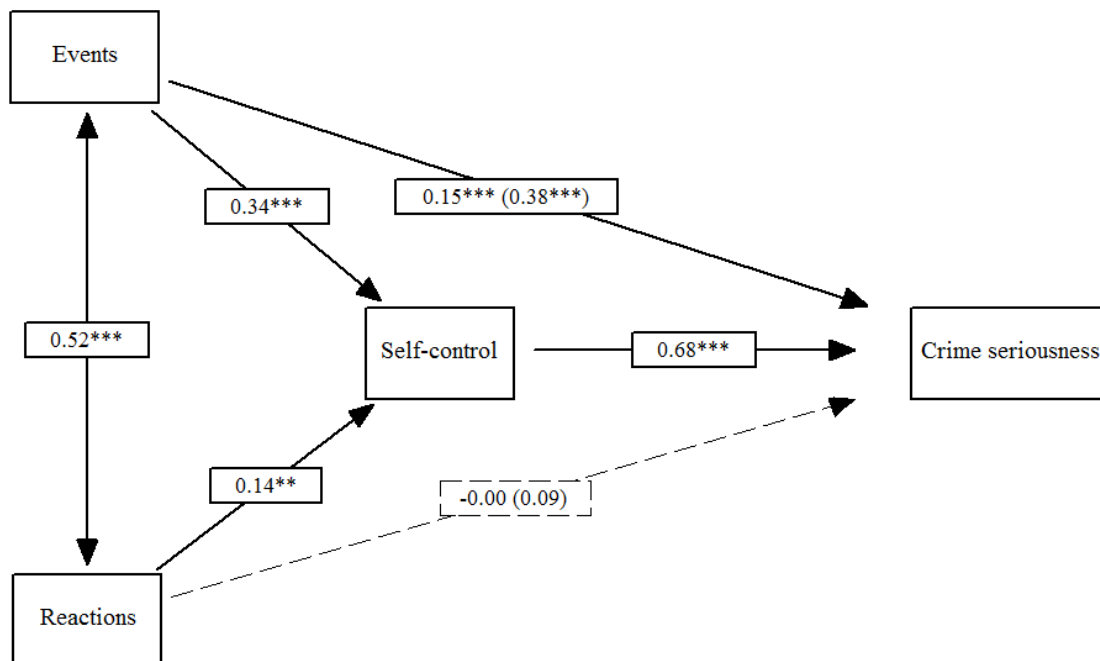 Events
0.15*** (0.38***)
0.34***
0.52***
Self-control
0.68***
Crime seriousness
0.14**
-0.00 (0.09)
Reactions